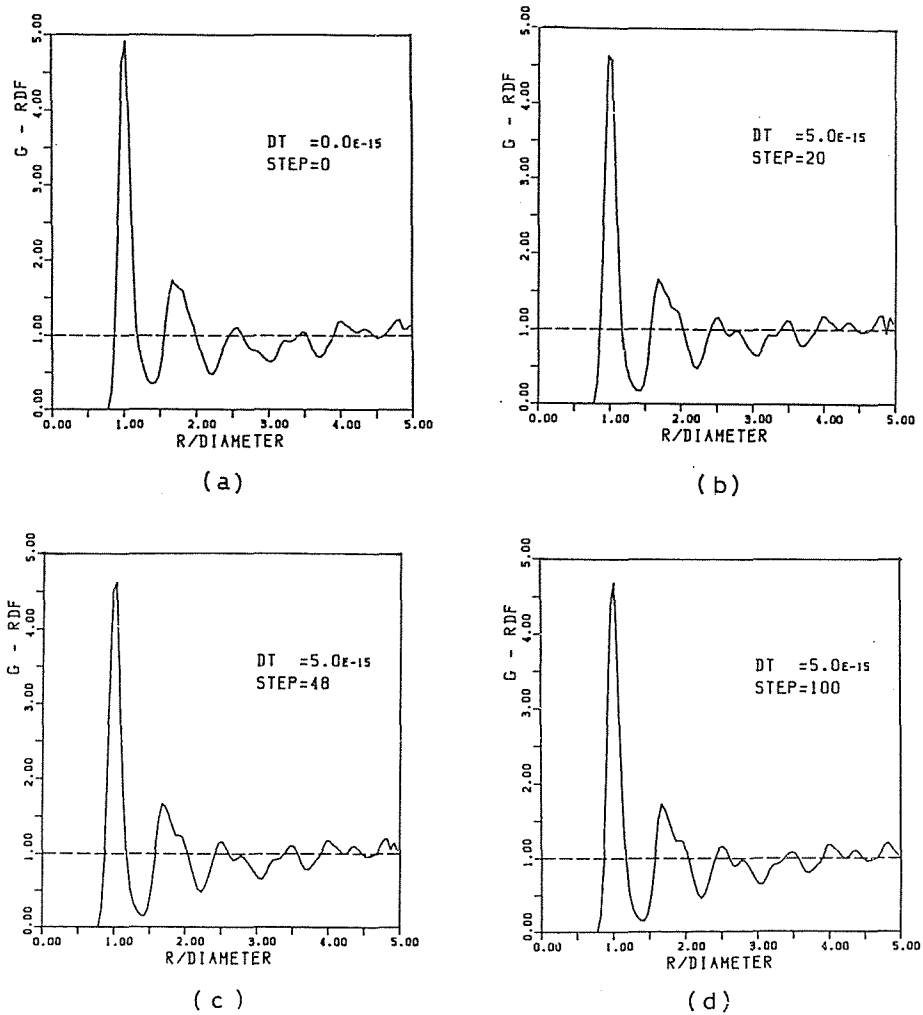 G - RDF
5.00
4.00
3.00
2.00
1.00
0.00
DT =0.0E-15
STEP=0
0.00 1.00 2.00 3.00 4.00 5.00
R/DIAMETER
(a)
G - RDF
5.00
4.00
3.00
2.00
1.00
0.00
DT =5.0E-15
STEP=20
0.00 1.00 2.00 3.00 4.00 5.00
R/DIAMETER
(b)
G - RDF
5.00
4.00
3.00
2.00
1.00
0.00
DT =5.0E-15
STEP=48
0.00 1.00 2.00 3.00 4.00 5.00
R/DIAMETER
(c)
G - RDF
5.00
4.00
3.00
2.00
1.00
0.00
DT =5.0E-15
STEP=100
0.00 1.00 2.00 3.00 4.00 5.00
R/DIAMETER
(d)